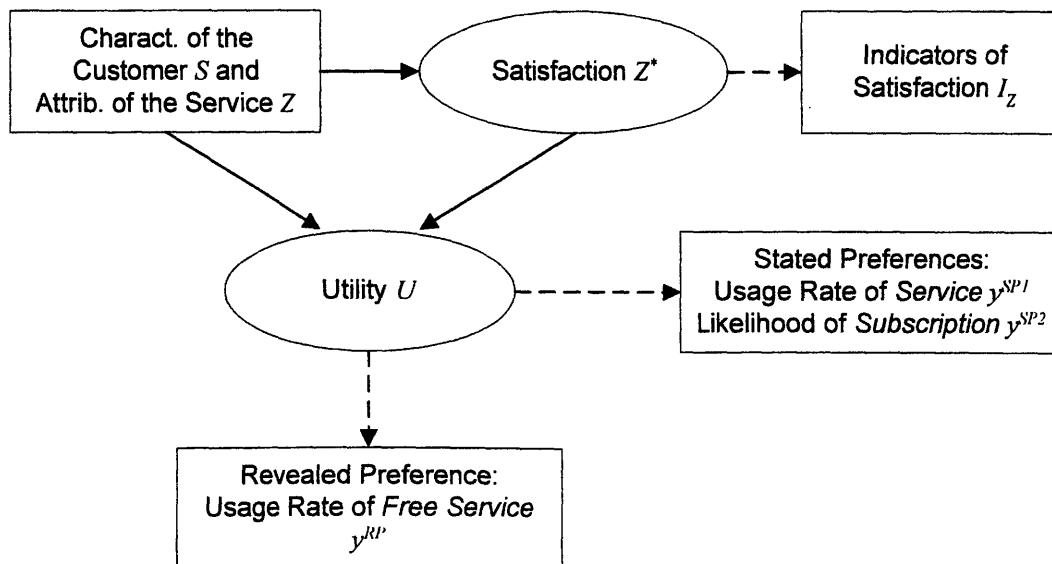 Charact. of the
Customer S and
Attrib. of the Service Z
Satisfaction Z*
Indicators of
Satisfaction I_Z
Utility U
Stated Preferences:
Usage Rate of Service y^SP1
Likelihood of Subscription y^SP2
Revealed Preference:
Usage Rate of Free Service
y^RP